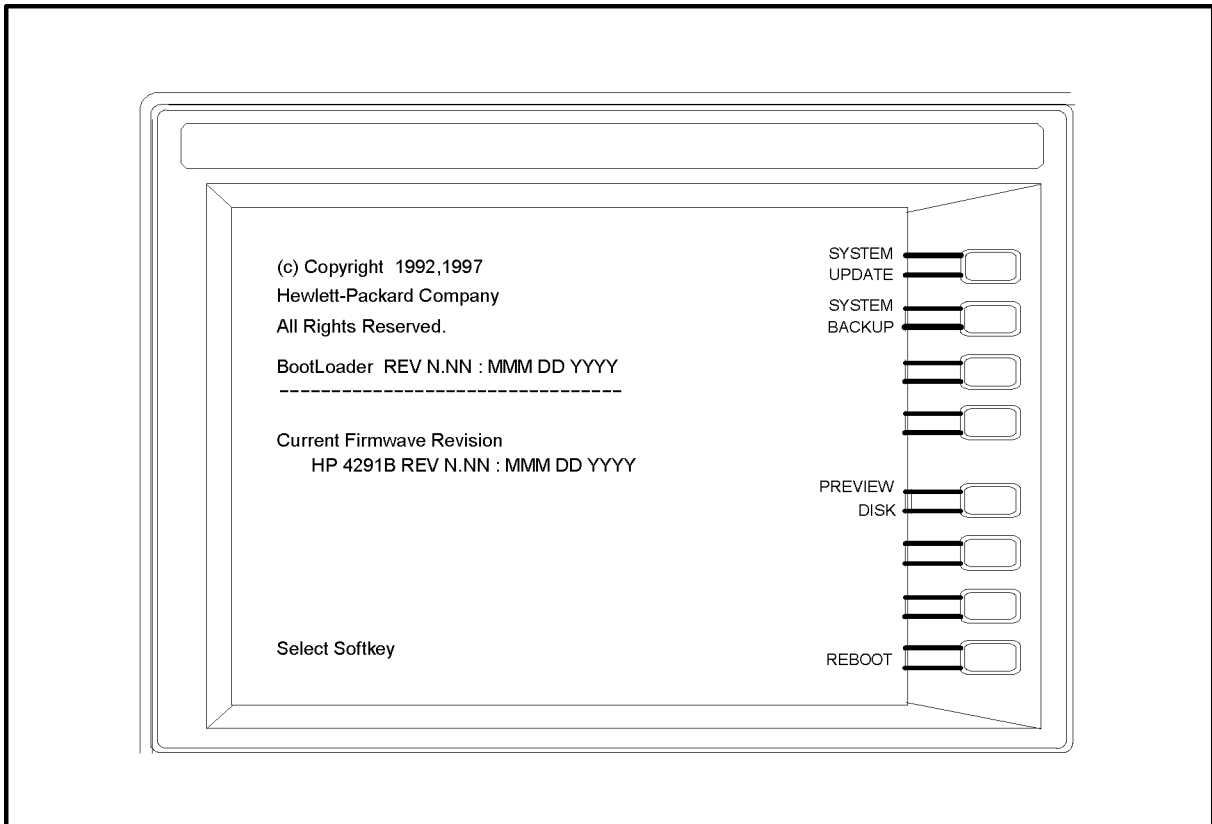 (c) Copyright 1992,1997
Hewlett-Packard Company
All Rights Reserved.
BootLoader REV N.NN : MMM DD YYYY
---------------------------------
Current Firmwave Revision
HP 4291B REV N.NN : MMM DD YYYY
Select Softkey
SYSTEM
UPDATE
SYSTEM
BACKUP
PREVIEW
DISK
REBOOT